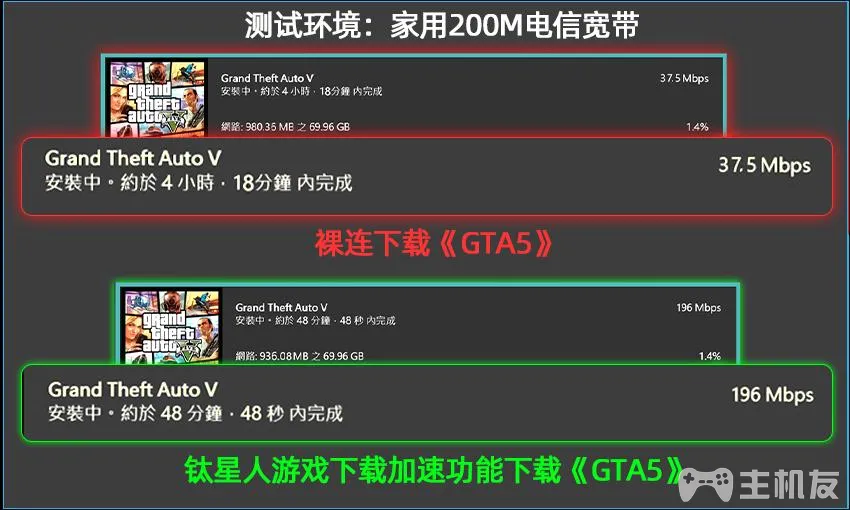 测试环境：家用200M电信宽带
grand theft auto V
Grand Theft Auto V
37.5 Mbps
安裝中。約於 4 小時，18分鐘 內完成
網路: 980.35 MB 之 69.96 GB
1.4%
Grand Theft Auto V
37.5 Mbps
安裝中。約於 4 小時．18分鐘 內完成
裸连下载《GTA5》
grand theft auto V
Grand Theft Auto V
196 Mbps
安裝中。約於 48 分鐘．48 秒 內完成
網路: 936.08MB 之 69.96 GB
1.4%
Grand Theft Auto V
196 Mbps
安裝中。約於 48 分鐘．48 秒 內完成
钛星人游戏下载加速功能下载《GTA5》
主机友